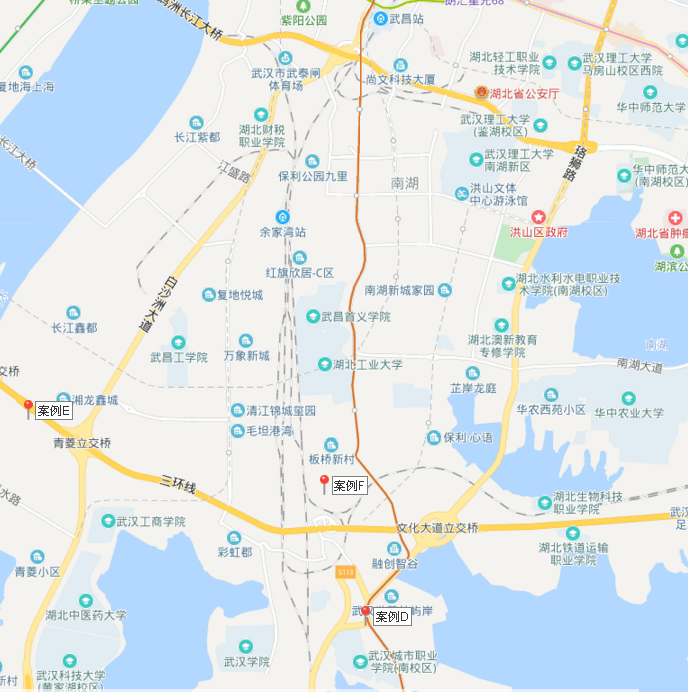 紫阳公园
武昌站
武汉市武泰闸
体育场
尚文科技大厦
湖北轻工职业
技术学院
武汉理工大学
马房山校区西院
复地海上海
湖北省公安厅
华中师范大学
长江紫都
湖北财税
职业学院
武汉理工大学
(鉴湖校区)
珞狮路
江盛路
保利公园九里
武汉理工大学
南湖新区
南湖
华中师范大
(南湖校区)
洪山文体
中心游泳馆
余家湾站
洪山区政府
湖北省肿瘤
湖滨公
红旗欣居-C区
白沙洲大道
复地悦城
南湖新城家园
湖北水利水电职业技
术学院(南湖校区)
长江鑫都
武昌首义学院
湖北澳新教育
专修学院
南湖
武昌工学院
万象新城
湖北工业大学
南湖大道
芷岸龙庭
交桥
湘龙鑫城
案例E
清江锦城玺园
毛坦港湾
华农西苑小区
华中农业大学
青菱立交桥
保利·心语
板桥新村
案例F
三环线
湖北生物科技
职业学院
武汉工商学院
文化大道立交桥
彩虹郡
融创智谷
湖北铁道运输
职业学院
青菱小区
S113
湖北中医药大学
案例D
武汉学院
武汉城市职业
学院(南校区)
武汉科技大学
(黄家湖校区)
新村